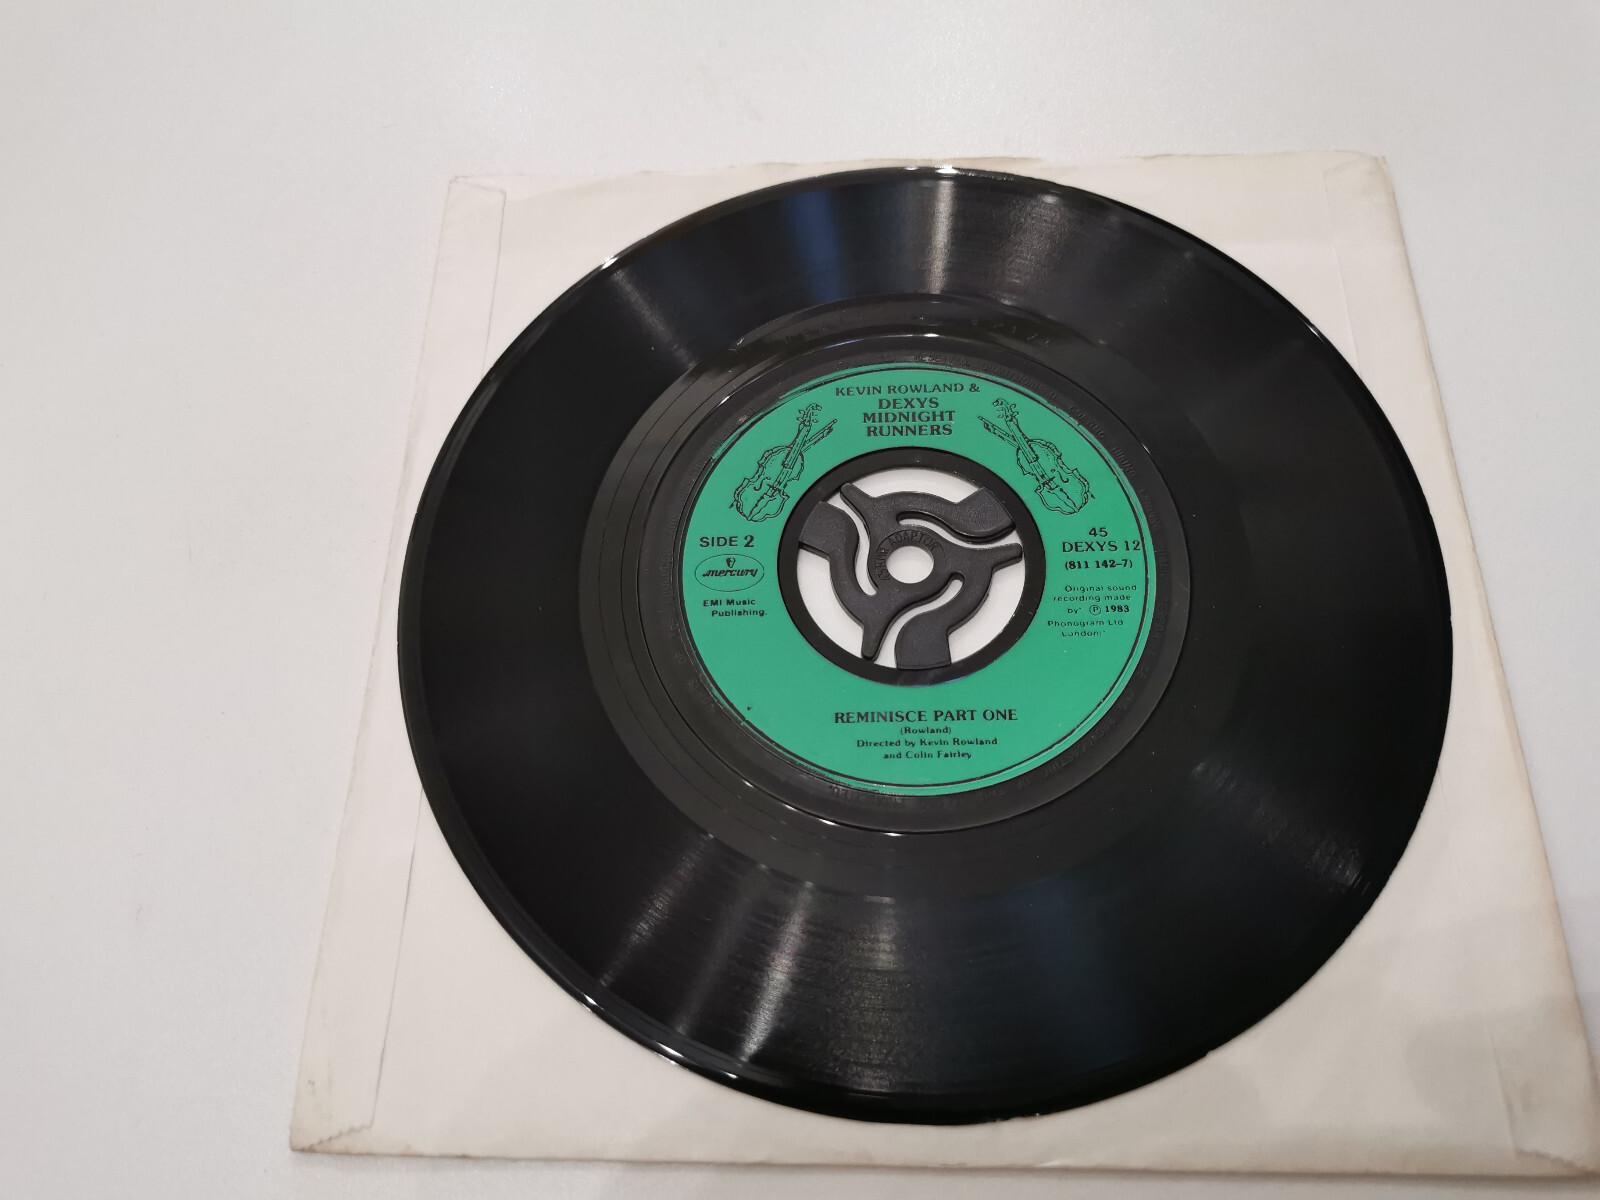 KEVIN ROWLAND &
DEXYS
MIDNIGHT
RUNNERS
SIDE 2
mercury
EMI Music
Publishing.
45
DEXYS 12
(811 142-7)
Original sound
recording made
by" ℗ 1983
Phonogram Ltd
London"
ADAPTOR
REMINISCE PART ONE
(Rowland)
Directed by Kevin Rowland
and Colin Fairley